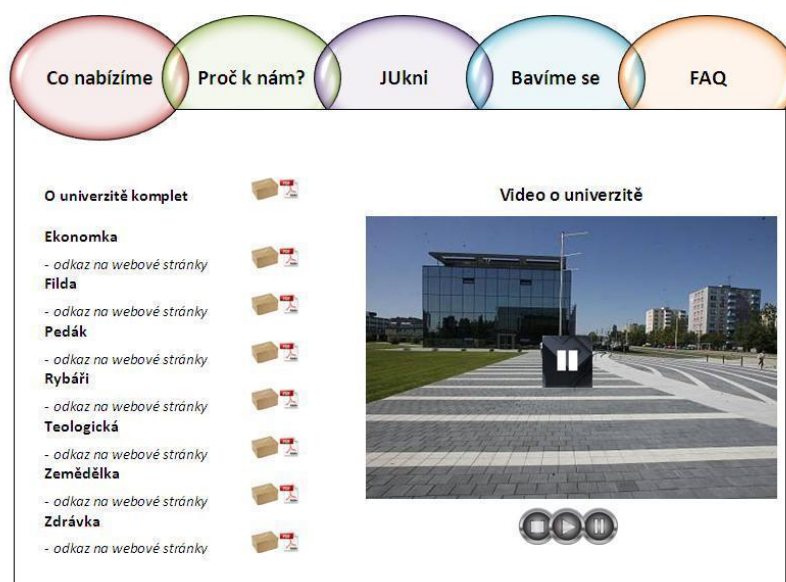 Co nabízíme
Proč k nám?
JUkni
Bavíme se
FAQ
O univerzitě komplet
Ekonomka
- odkaz na webové stránky
Filda
- odkaz na webové stránky
Pedák
- odkaz na webové stránky
Rybáři
- odkaz na webové stránky
Teologická
- odkaz na webové stránky
Zemědělka
- odkaz na webové stránky
Zdrávka
- odkaz na webové stránky
Video o univerzitě